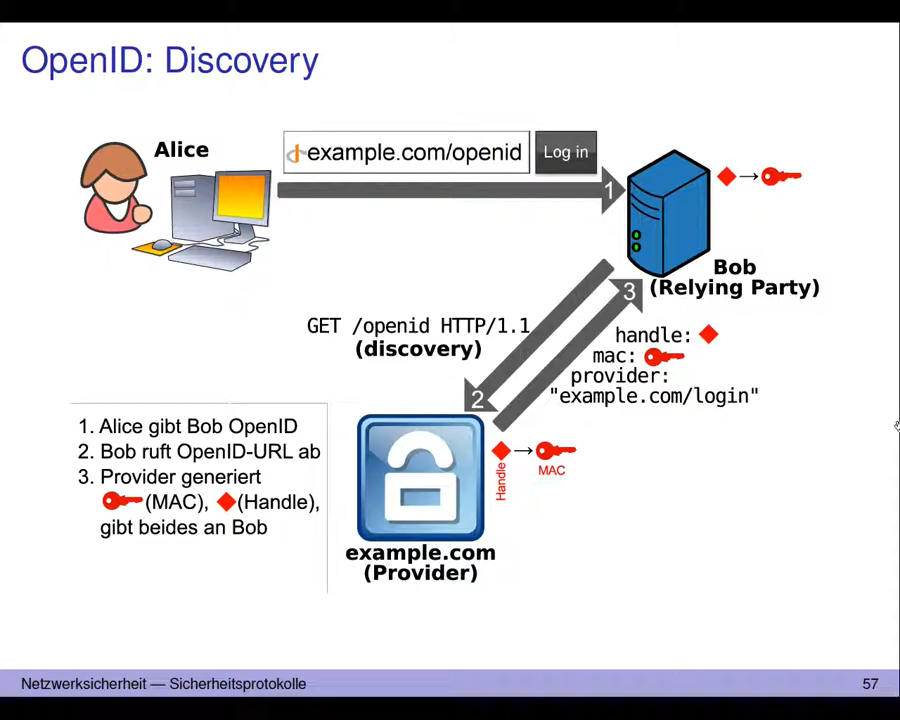 OpenID: Discovery
Alice
example.com/openid
Log in
1
Bob
(Relying Party)
GET /openid HTTP/1.1
(discovery)
3
handle:
mac:
provider:
"example.com/login"
2
1. Alice gibt Bob OpenID
2. Bob ruft OpenID-URL ab
3. Provider generiert
(MAC), (Handle),
gibt beides an Bob
Handle
MAC
example.com
(Provider)
Netzwerksicherheit — Sicherheitsprotokolle
57